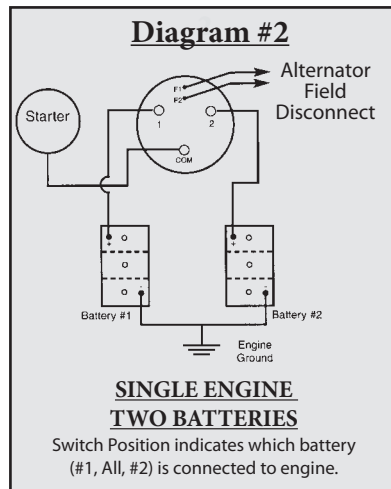 Diagram #2
Alternator
Field
Disconnect
F1
F2
Starter
1
2
COM
+
+
-
-
Battery #1
Battery #2
Engine
Ground
SINGLE ENGINE
TWO BATTERIES
Switch Position indicates which battery
(#1, All, #2) is connected to engine.